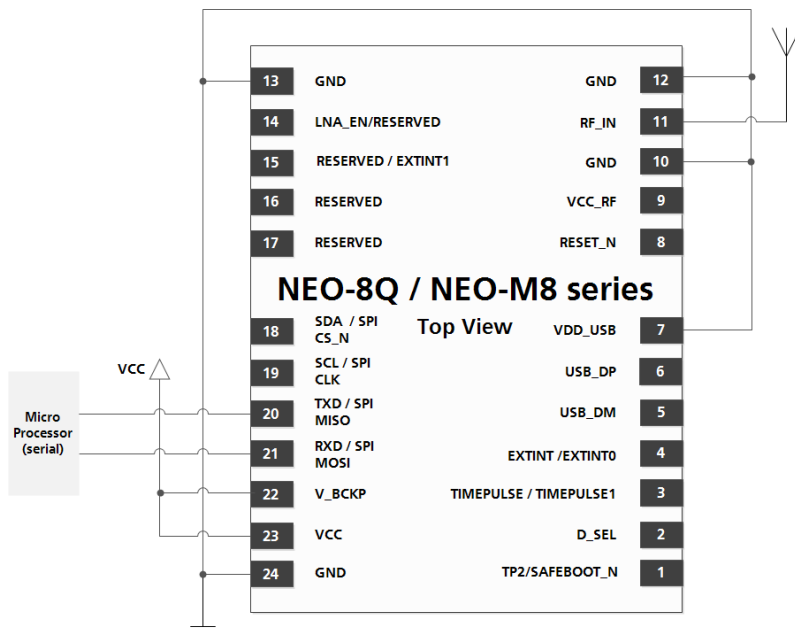 13 GND GND 12
14 LNA_EN/RESERVED RF_IN 11
15 RESERVED / EXTINT1 GND 10
16 RESERVED VCC_RF 9
17 RESERVED RESET_N 8
NEO-8Q / NEO-M8 series
Top View
18 SDA / SPI
CS_N
VDD_USB 7
VCC
19 SCL / SPI
CLK
USB_DP 6
Micro
Processor
(serial)
20 TXD / SPI
MISO
USB_DM 5
21 RXD / SPI
MOSI
EXTINT /EXTINT0 4
22 V_BCKP TIMEPULSE / TIMEPULSE1 3
23 VCC D_SEL 2
24 GND TP2/SAFEBOOT_N 1